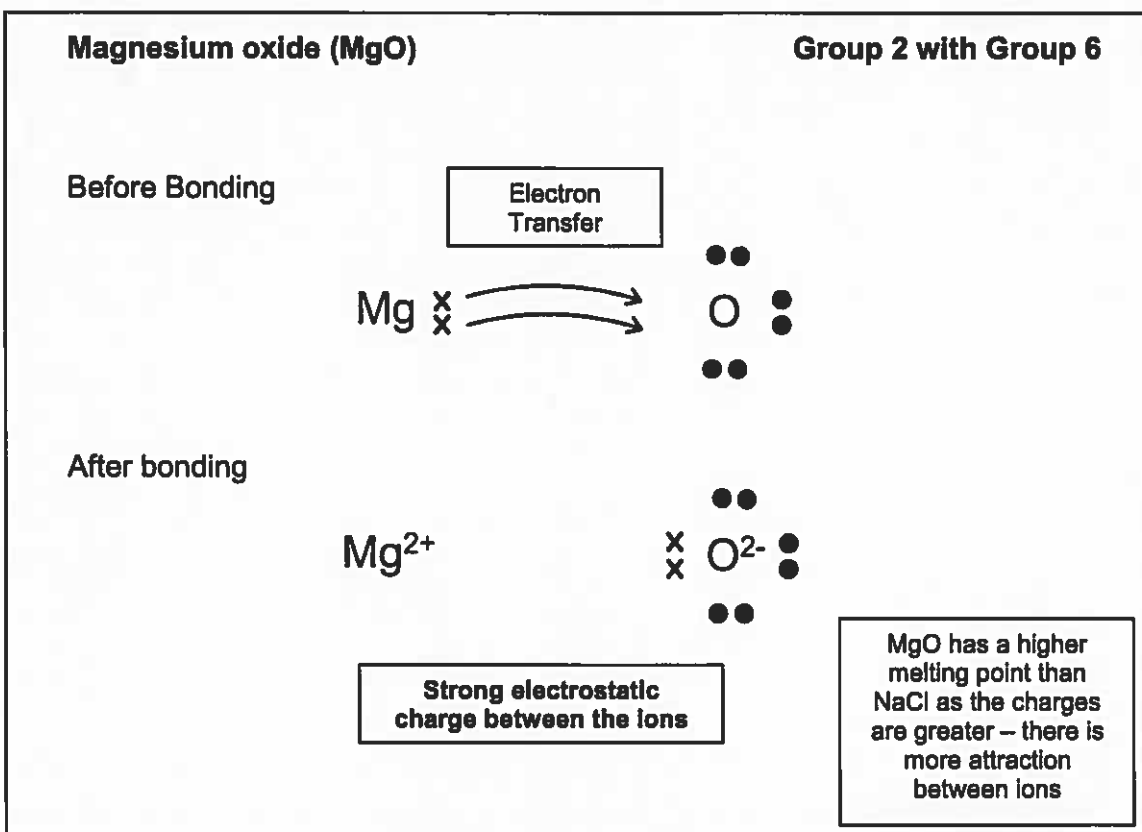 Magnesium oxide (MgO)
Group 2 with Group 6
Before Bonding
Electron
Transfer
Mg
x
x
O
After bonding
Mg²⁺
x
x
O²⁻
Strong electrostatic
charge between the ions
MgO has a higher
melting point than
NaCl as the charges
are greater – there is
more attraction
between ions